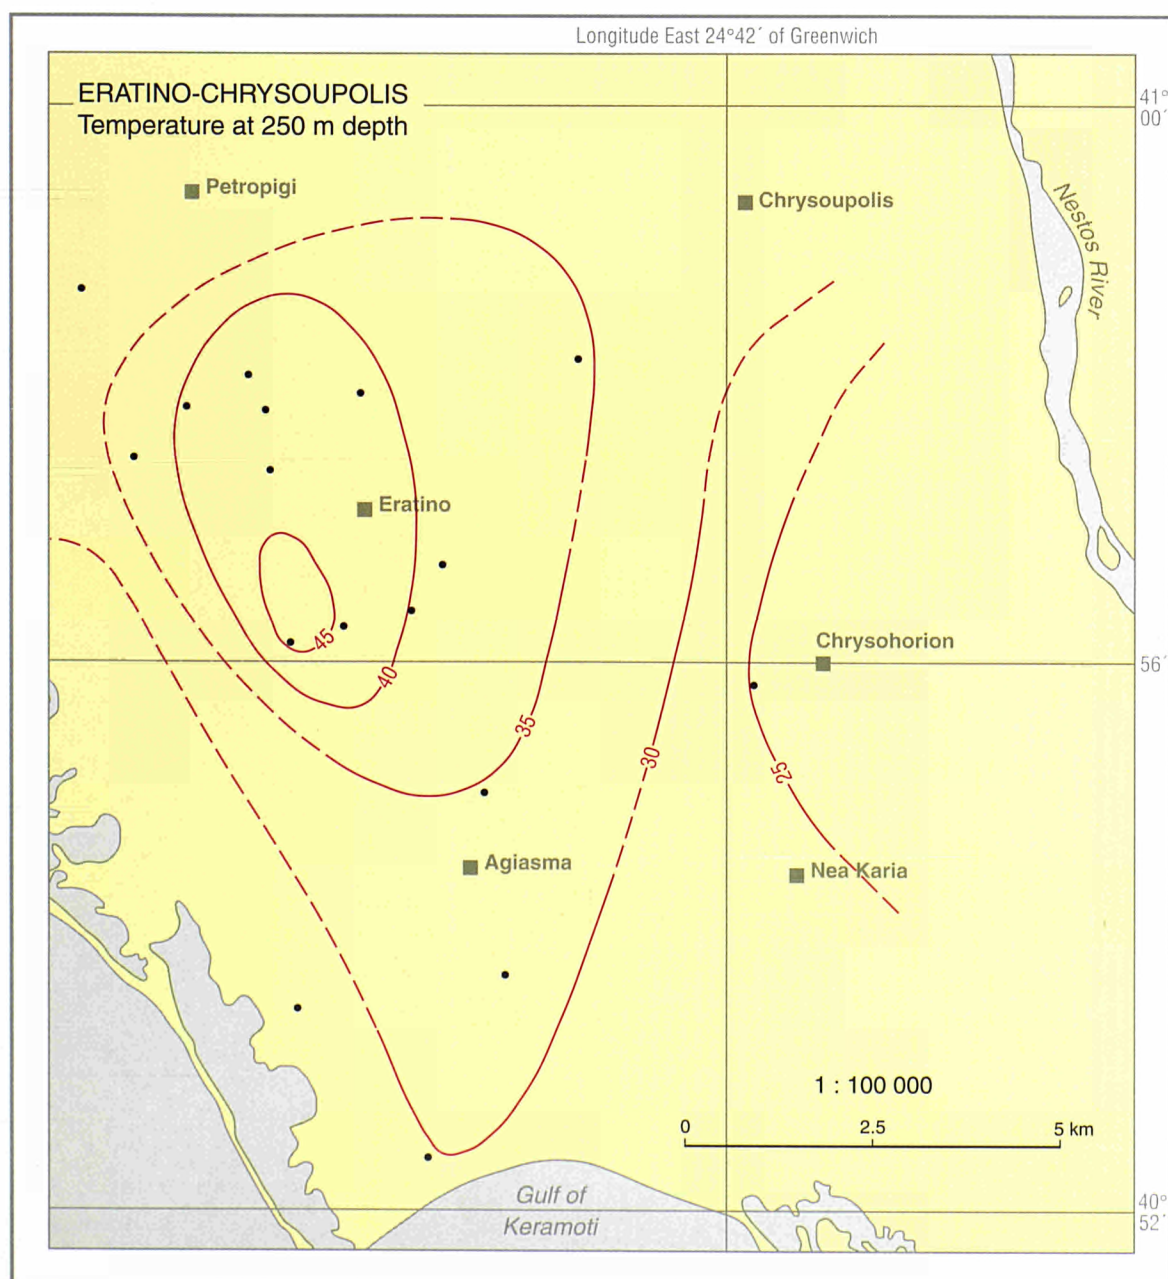 Longitude East 24°42´ of Greenwich
ERATINO-CHRYSOUPOLIS
Temperature at 250 m depth
41°
00´
Petropigi
Chrysoupolis
Nestos River
Eratino
45
40
Chrysohorion
56´
35
30
25
Agiasma
Nea Karia
1 : 100 000
0 2.5 5 km
Gulf of
Keramoti
40°
52´